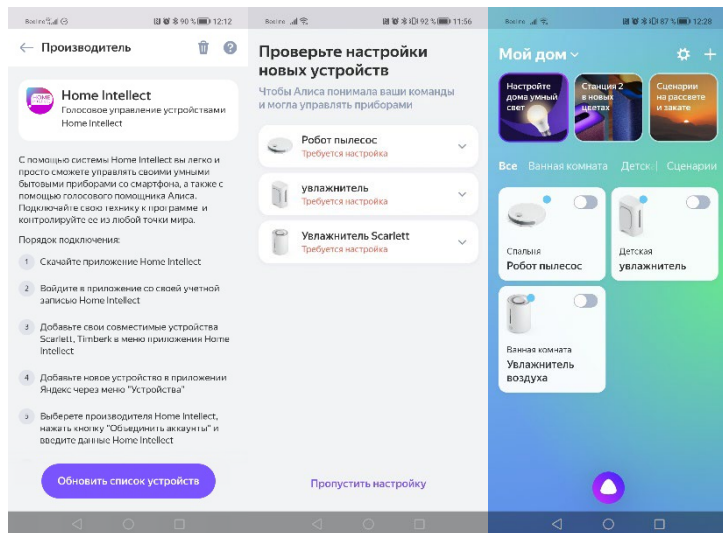 Beeline 90 % 12:12
← Производитель
Home Intellect
Голосовое управление устройствами
Home Intellect
С помощью системы Home Intellect вы легко и
просто сможете управлять своими умными
бытовыми приборами со смартфона, а также с
помощью голосового помощника Алиса.
Подключайте свою технику к программе и
контролируйте ее из любой точки мира.
Порядок подключения:
1 Скачайте приложение Home Intellect
2 Войдите в приложение со своей учетной
записью Home Intellect
3 Добавьте свои совместимые устройства
Scarlett, Timberk в меню приложения Home
Intellect
4 Добавьте новое устройство в приложении
Яндекс через меню "Устройства"
5 Выберете производителя Home Intellect,
нажать кнопку "Объединить аккаунты" и
введите данные Home Intellect
Обновить список устройств
92 % 11:56
Проверьте настройки
новых устройств
Чтобы Алиса понимала ваши команды
и могла управлять приборами
Робот пылесос
Требуется настройка
увлажнитель
Требуется настройка
Увлажнитель Scarlett
Требуется настройка
Пропустить настройку
87 % 12:28
Мой дом
Настройте
дома умный
свет
Станция 2
в новых
цветах
Сценарии
на рассвете
и закате
Все Ванная комната Детск Сценарии
Спальня
Робот пылесос
Детская
увлажнитель
Ванная комната
Увлажнитель
воздуха